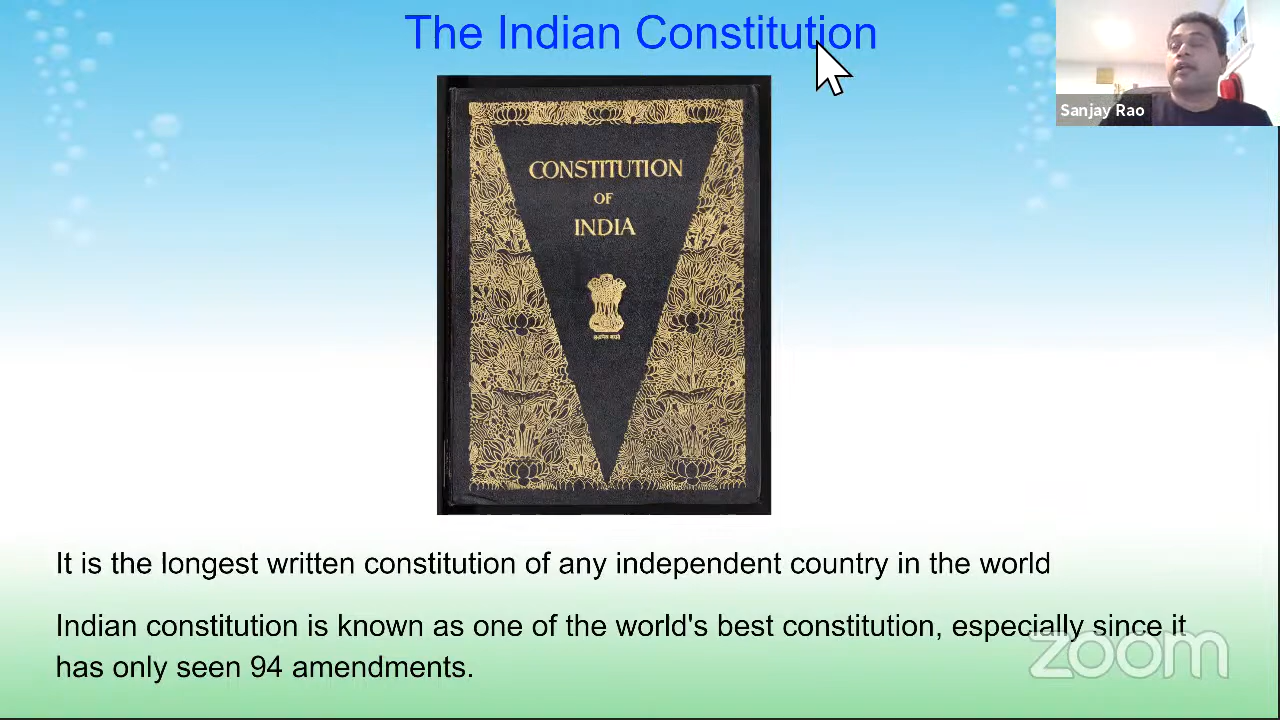 The Indian Constitution
Sanjay Rao
CONSTITUTION
OF
INDIA
It is the longest written constitution of any independent country in the world
Indian constitution is known as one of the world's best constitution, especially since it
has only seen 94 amendments.
zoom